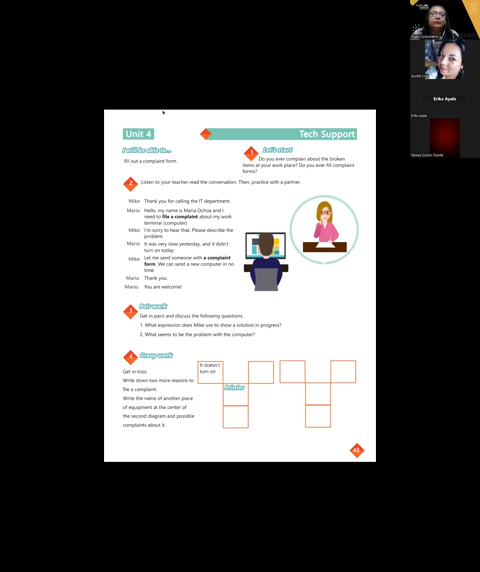 Unit 4
Tech Support
I will be able to...
fill out a complaint form.
1
Let's start
Do you ever complain about the broken
items at your work place? Do you ever fill complaint
forms?
2
Listen to your teacher read the conversation. Then, practice with a partner.
Mike: Thank you for calling the IT department.
Maria: Hello, my name is Maria Ochoa and I
need to file a complaint about my work
terminal (computer)
Mike: I'm sorry to hear that. Please describe the
problem.
Maria: It was very slow yesterday, and it didn't
turn on today.
Mike: Let me send someone with a complaint
form. We can send a new computer in no
time.
Maria: Thank you.
Mario: You are welcome!
3
Pair work
Get in pairs and discuss the following questions
1. What expression does Mike use to show a solution in progress?
2. What seems to be the problem with the computer?
4
Group work
Get in trios.
Write down two more reasons to
file a complaint.
Write the name of another piece
of equipment at the center of
the second diagram and possible
complaints about it.
It doesn't
turn on
Printer
45
Erika Ayala
Erika Ayala